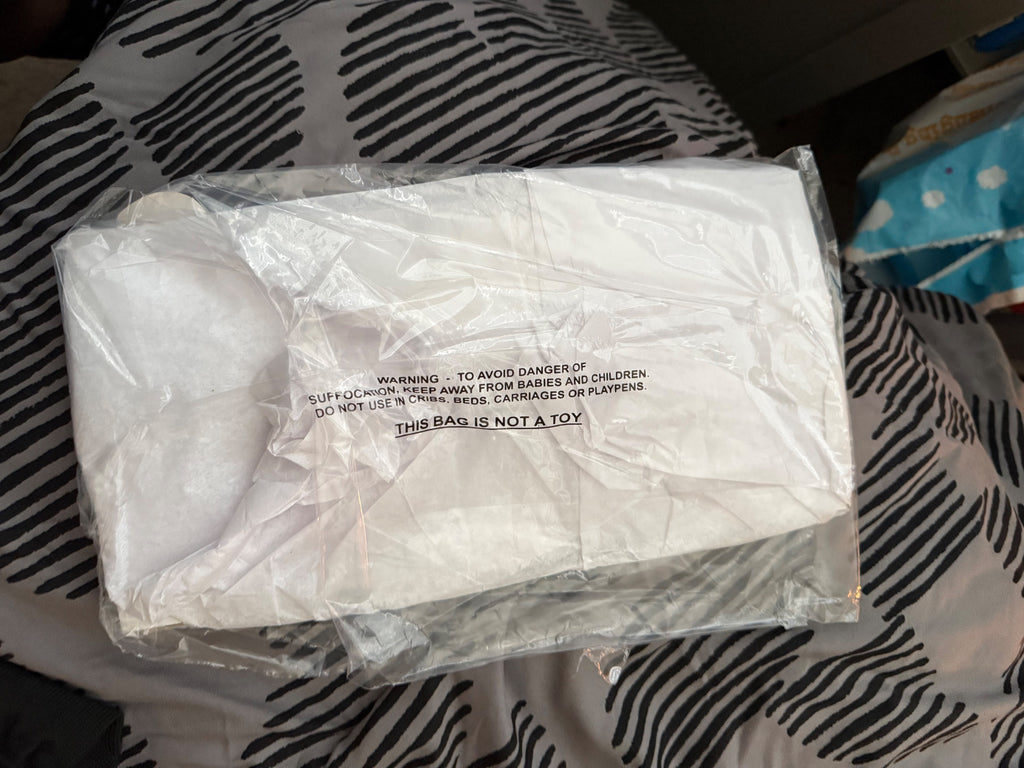 WARNING - TO AVOID DANGER OF
SUFFOCATION, KEEP AWAY FROM BABIES AND CHILDREN.
DO NOT USE IN CRIBS, BEDS, CARRIAGES OR PLAYPENS.
THIS BAG IS NOT A TOY